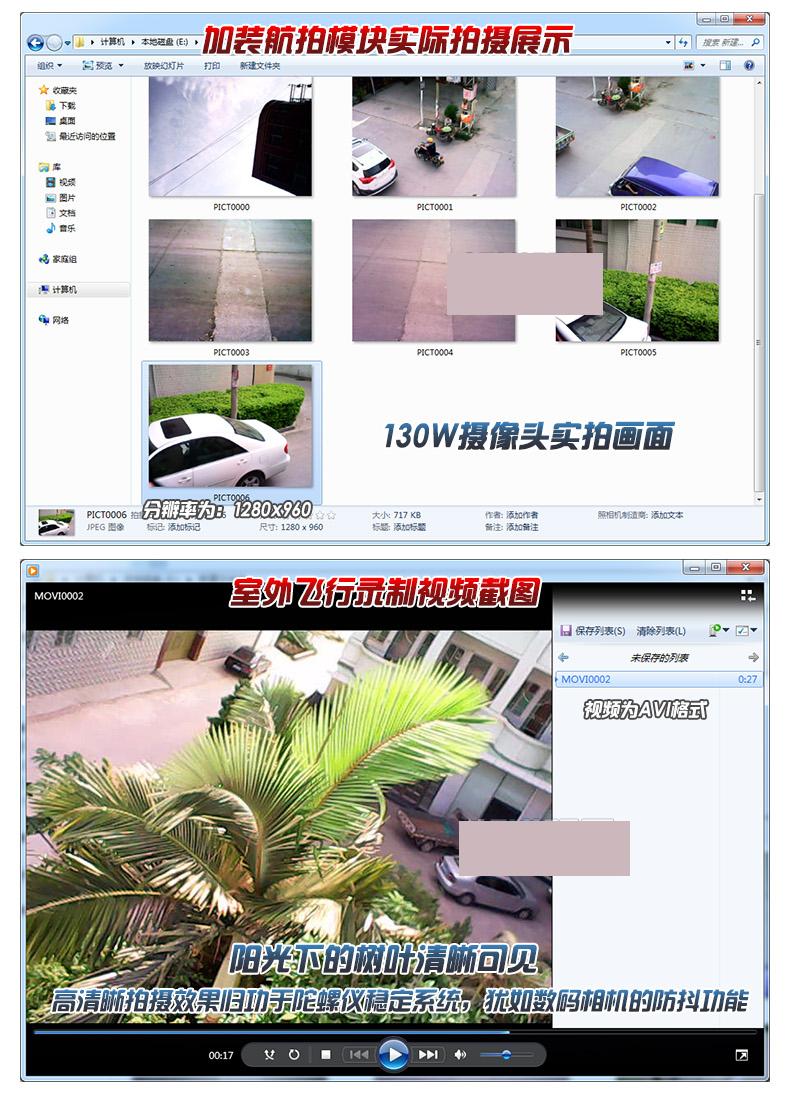 加装航拍模块实际拍摄展示
计算机 本地磁盘 (E:)
搜索 新建...
组织 预览 放映幻灯片 打印 新建文件夹
收藏夹
下载
桌面
最近访问的位置
库
视频
图片
文档
音乐
家庭组
计算机
网络
PICT0000 PICT0001 PICT0002
PICT0003 PICT0004 PICT0005
PICT0006
130W摄像头实拍画面
分辨率为：1280x960
PICT0006 大小: 717 KB 作者: 添加作者 照相机制造商: 添加文本
JPEG 图像 标记: 添加标记 尺寸: 1280 x 960 标题: 添加标题 备注: 添加备注
室外飞行录制视频截图
MOVI0002
保存列表(S) 清除列表(L)
未保存的列表
MOVI0002 0:27
视频为AVI格式
阳光下的树叶清晰可见
高清晰拍摄效果归功于陀螺仪稳定系统，犹如数码相机的防抖功能
00:17